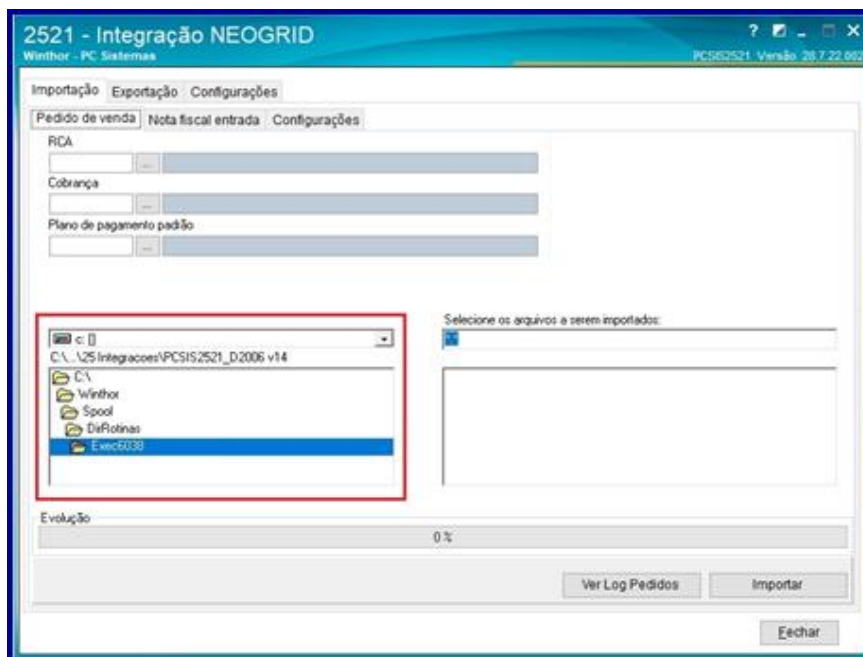 2521 - Integração NEOGRID
Winthor - PC Sistemas
PCSIS2521 Versão 28.7.22.002
Importação Exportação Configurações
Pedido de venda Nota fiscal entrada Configurações
RCA
...
Cobrança
...
Plano de pagamento padrão
...
Selecione os arquivos a serem importados:
c: []
C:\...\25 Integracoes\PCSIS2521_D2006 v14
C:\
Winthor
Spool
DirRotinas
Exec6038
Evolução
0 %
Ver Log Pedidos Importar
Fechar